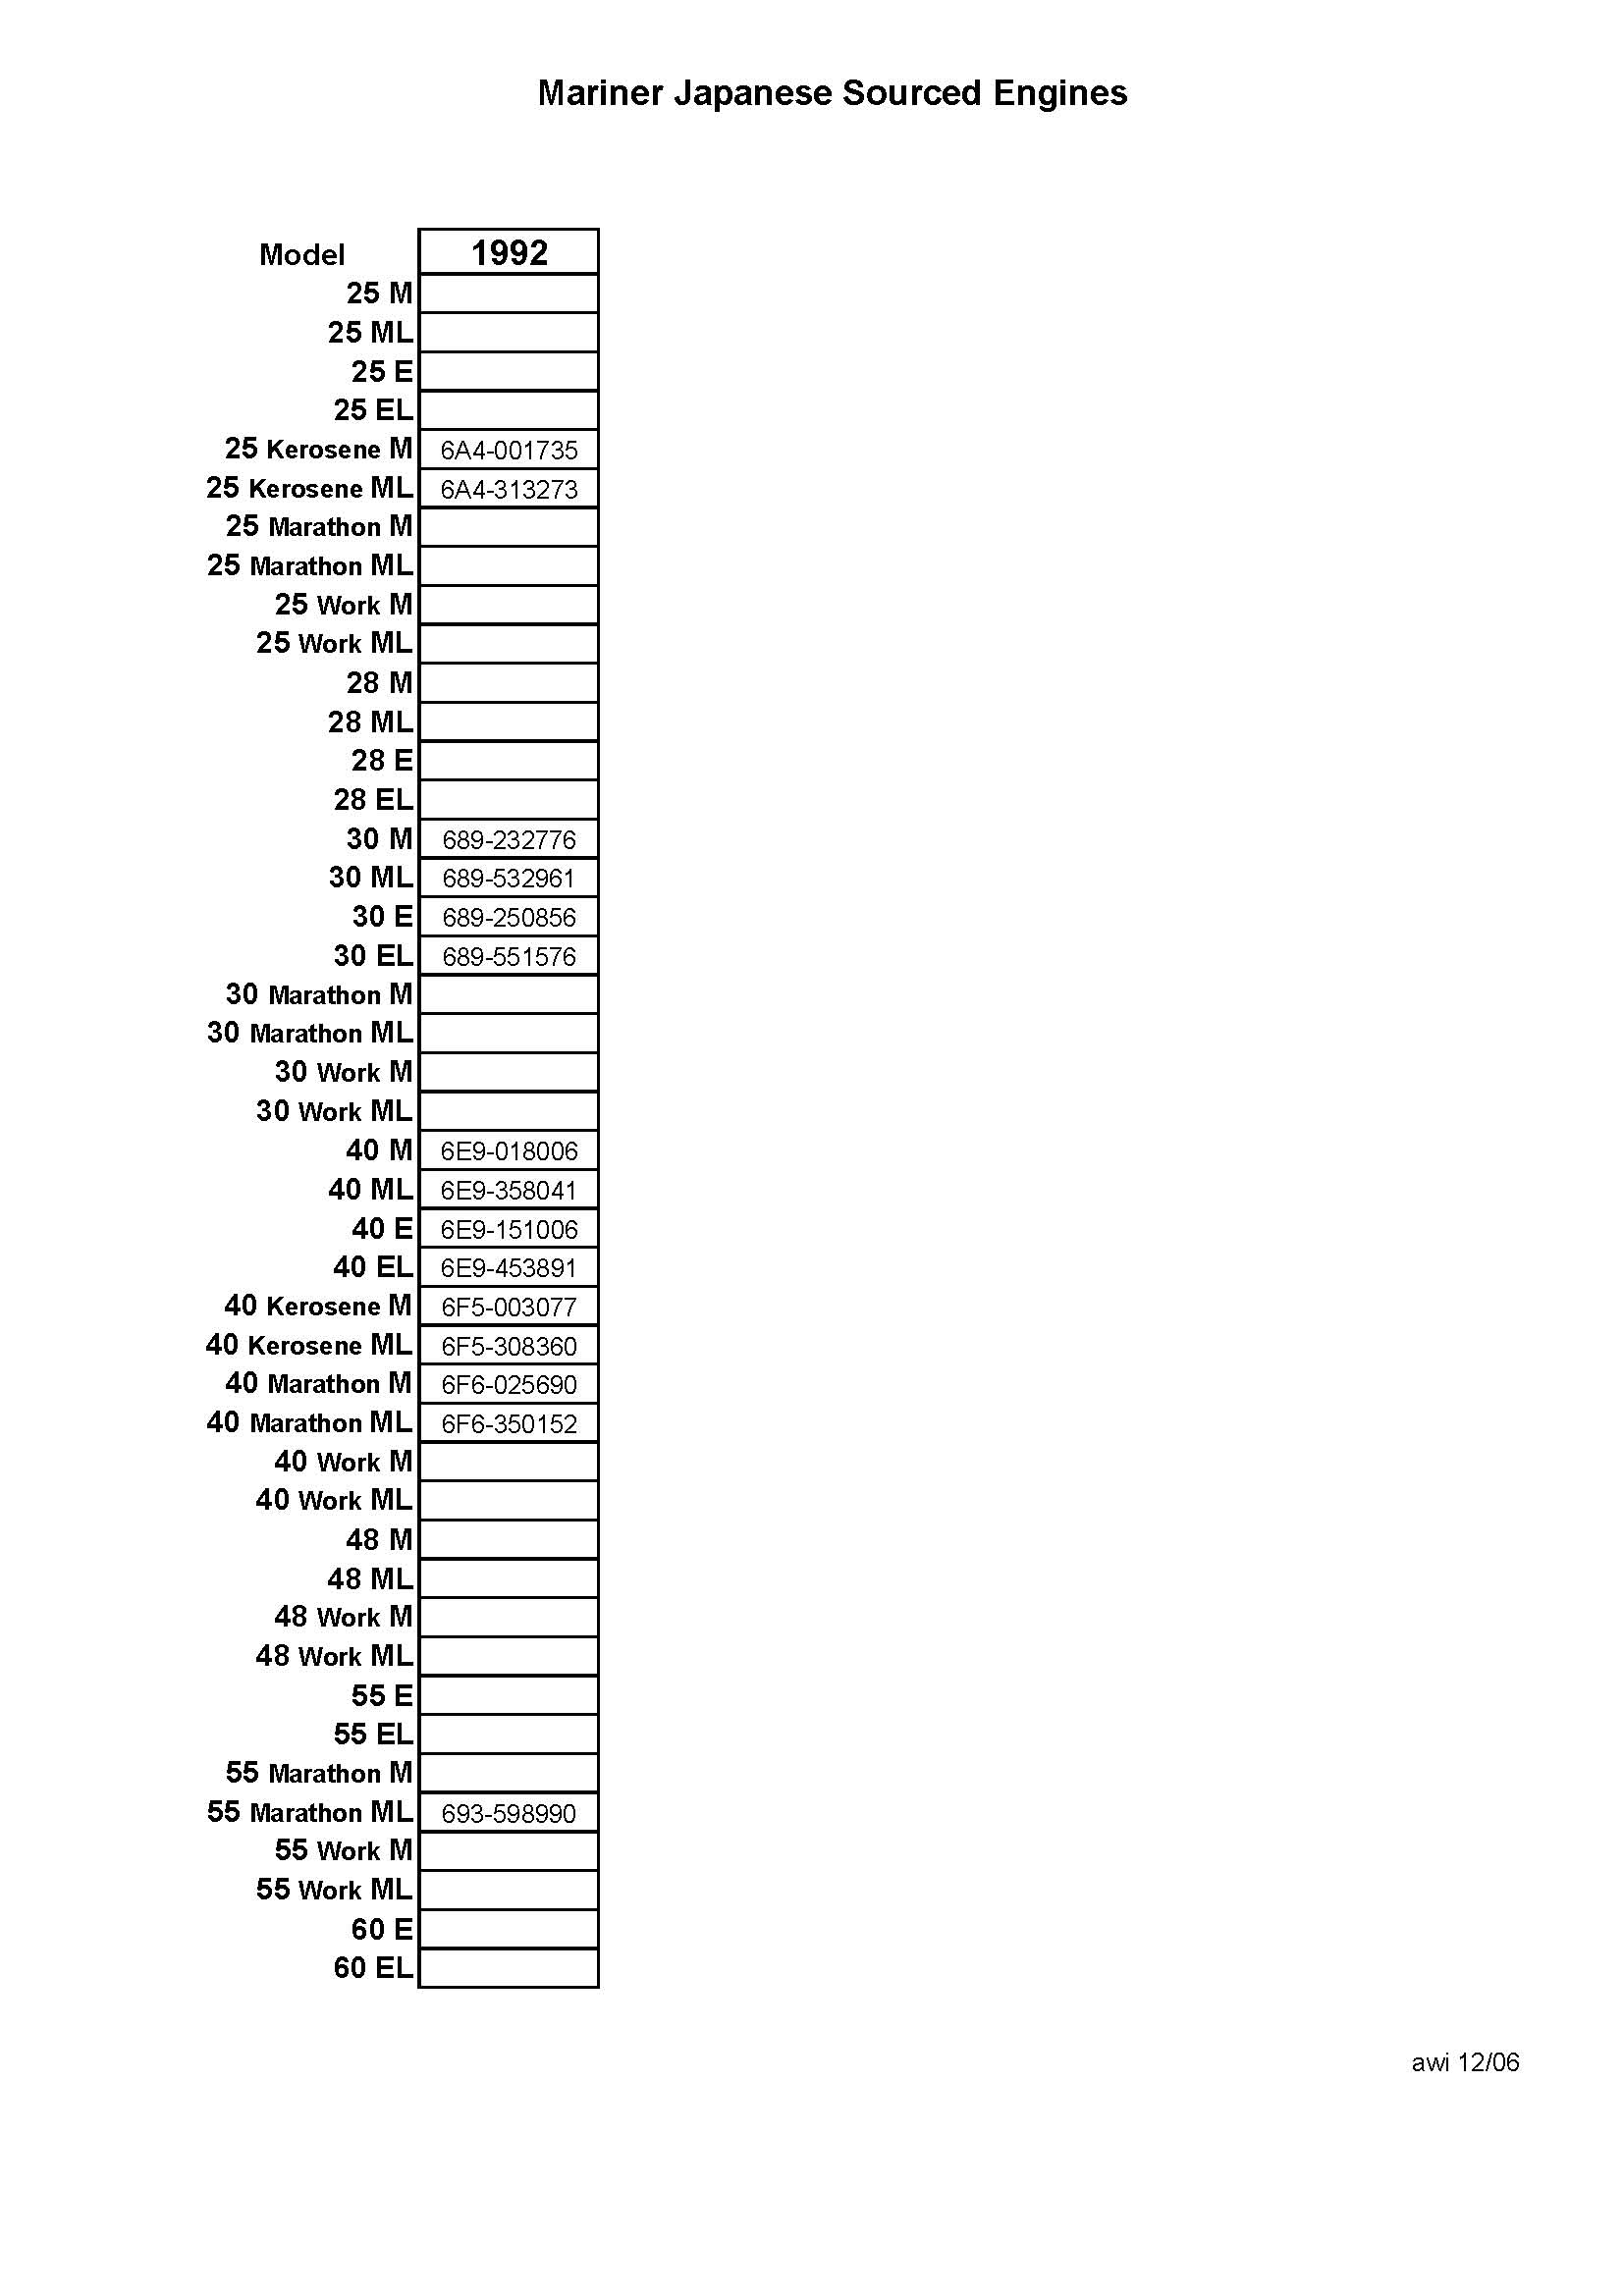 Mariner Japanese Sourced Engines
Model 1992
25 M
25 ML
25 E
25 EL
25 Kerosene M 6A4-001735
25 Kerosene ML 6A4-313273
25 Marathon M
25 Marathon ML
25 Work M
25 Work ML
28 M
28 ML
28 E
28 EL
30 M 689-232776
30 ML 689-532961
30 E 689-250856
30 EL 689-551576
30 Marathon M
30 Marathon ML
30 Work M
30 Work ML
40 M 6E9-018006
40 ML 6E9-358041
40 E 6E9-151006
40 EL 6E9-453891
40 Kerosene M 6F5-003077
40 Kerosene ML 6F5-308360
40 Marathon M 6F6-025690
40 Marathon ML 6F6-350152
40 Work M
40 Work ML
48 M
48 ML
48 Work M
48 Work ML
55 E
55 EL
55 Marathon M
55 Marathon ML 693-598990
55 Work M
55 Work ML
60 E
60 EL
awi 12/06